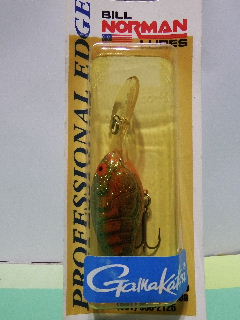 PROFESSIONAL EDGE
BILL
NORMAN
LURES
Gamakatsu